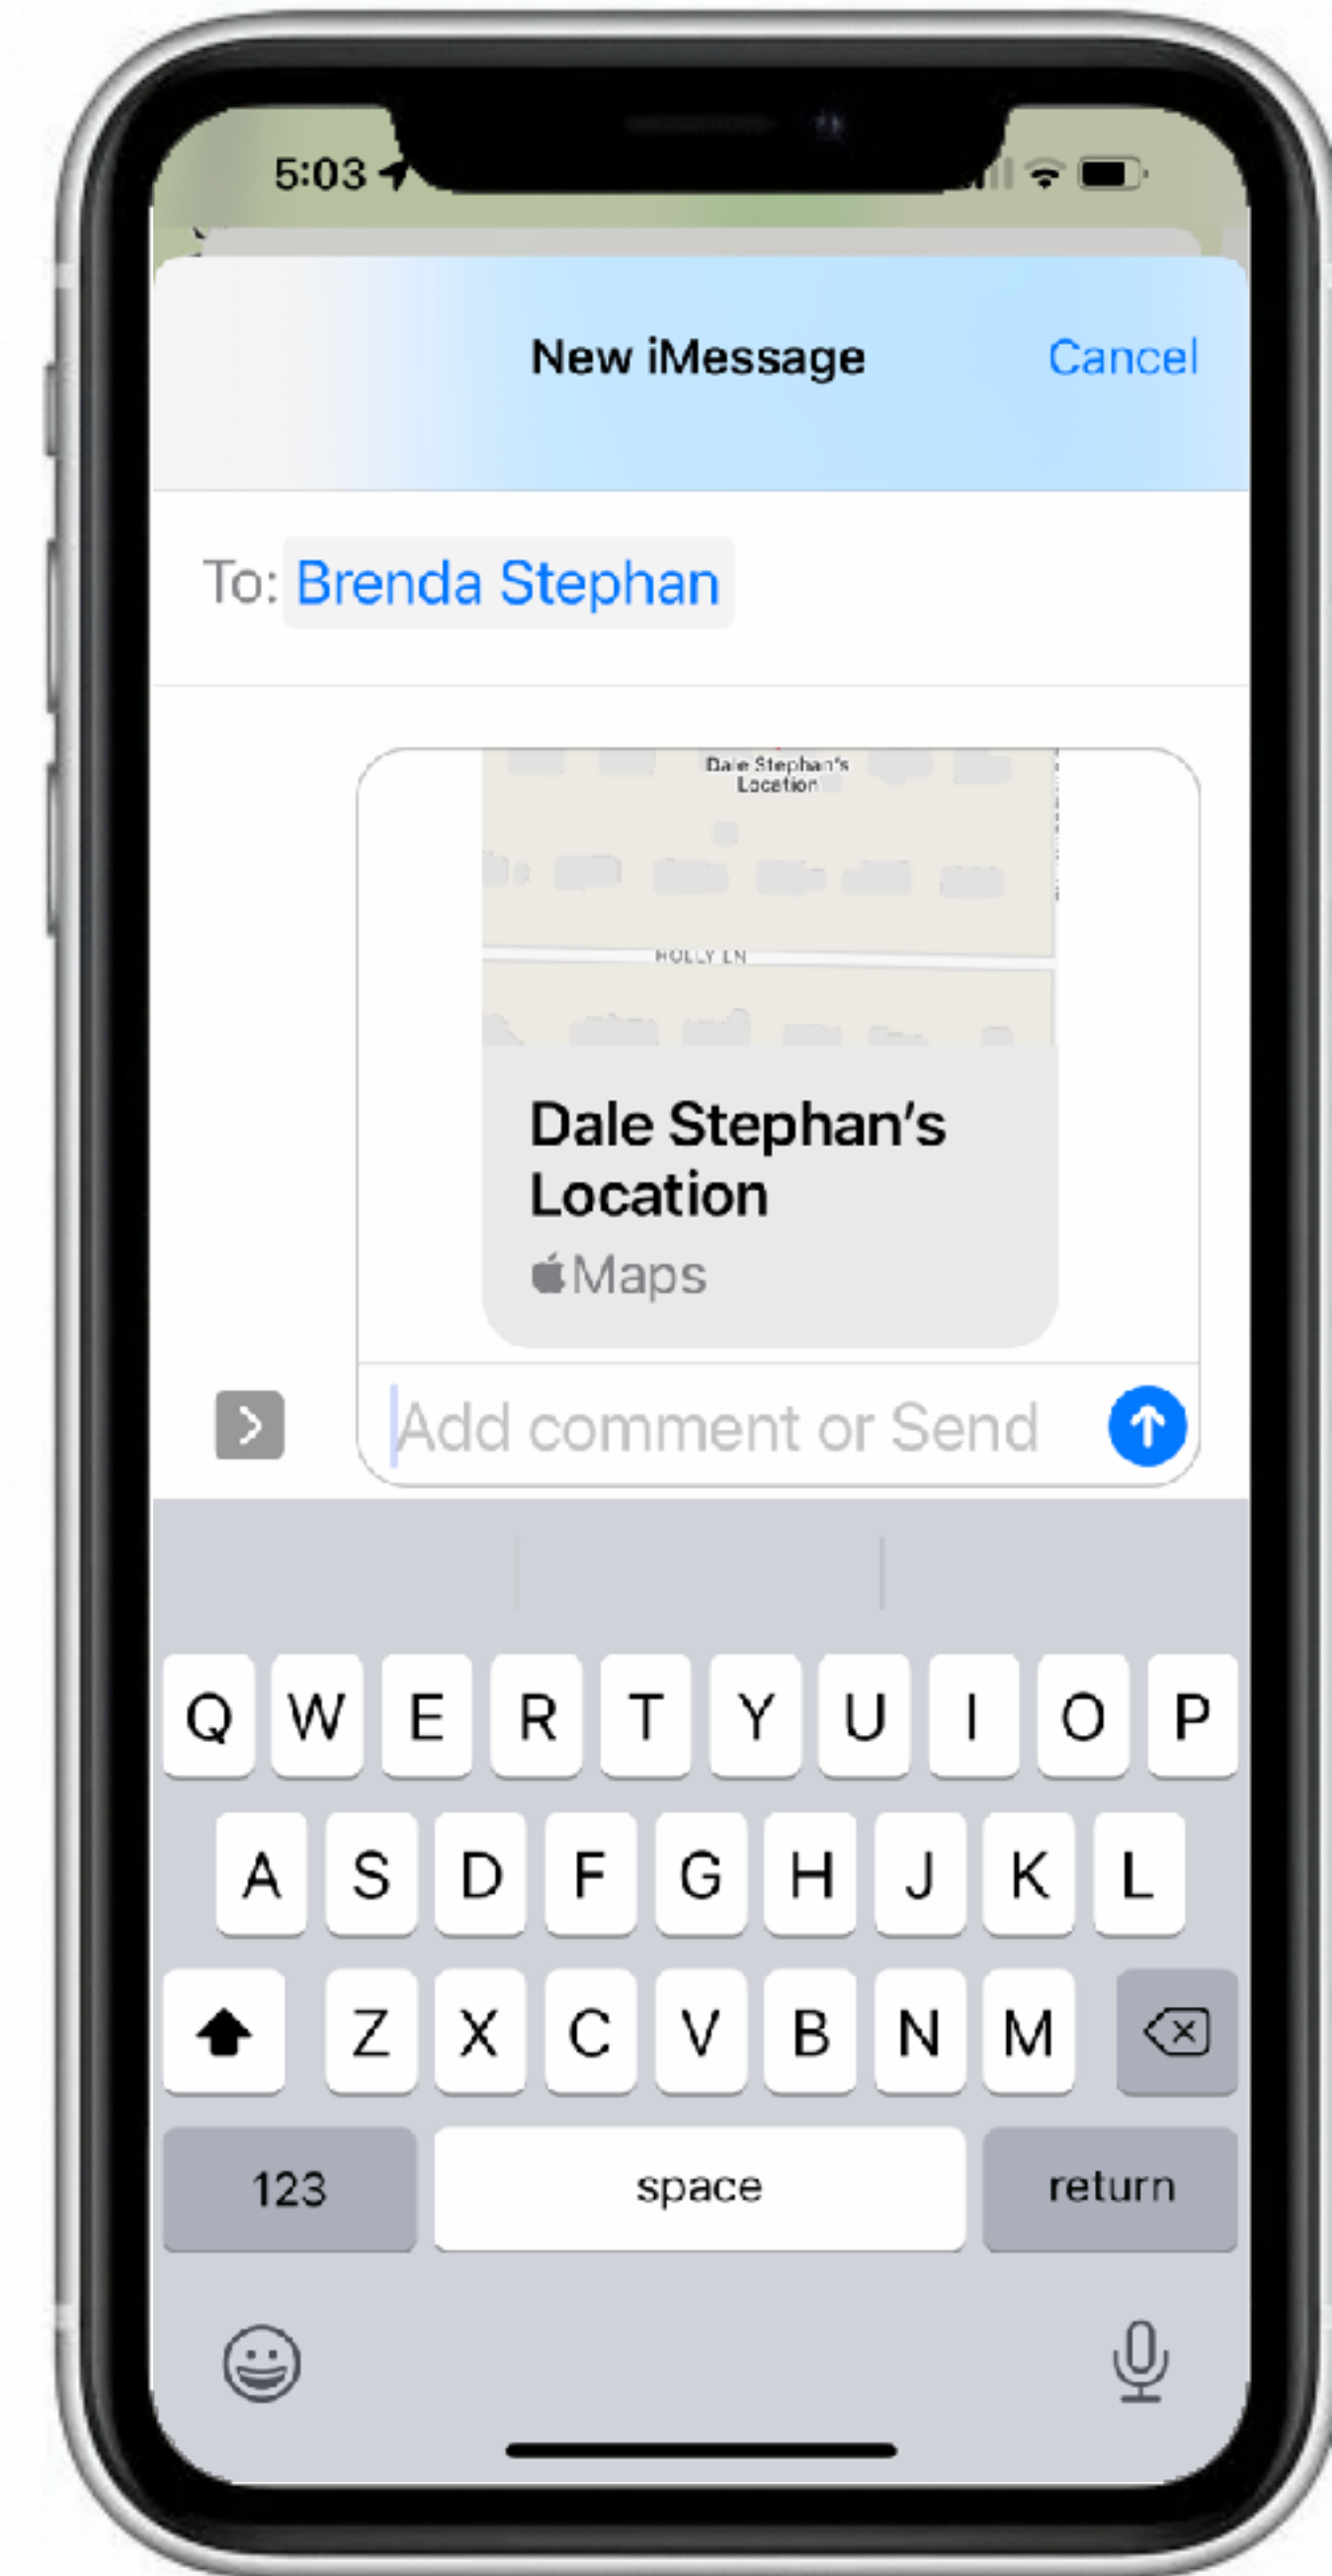 5:03
New iMessage
Cancel
To: Brenda Stephan
Dale Stephan's
Location
HOLLY LN
Dale Stephan's
Location
Maps
Add comment or Send
Q W E R T Y U I O P
A S D F G H J K L
Z X C V B N M
123 space return